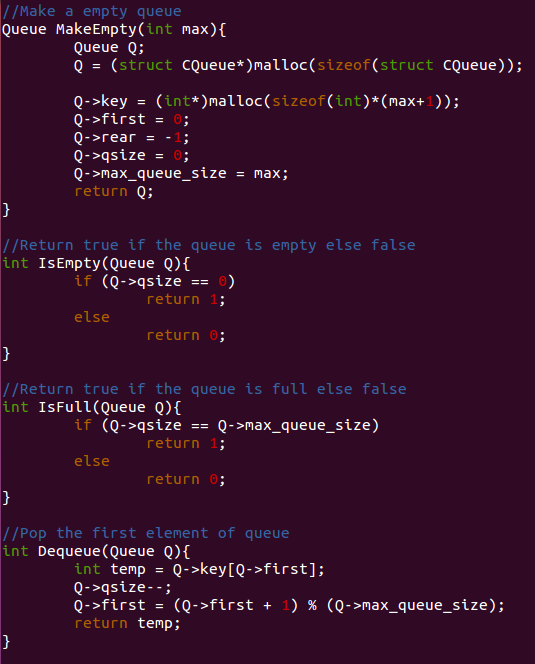 //Make a empty queue
Queue MakeEmpty(int max){
        Queue Q;
        Q = (struct CQueue*)malloc(sizeof(struct CQueue));

        Q->key = (int*)malloc(sizeof(int)*(max+1));
        Q->first = 0;
        Q->rear = -1;
        Q->qsize = 0;
        Q->max_queue_size = max;
        return Q;
}

//Return true if the queue is empty else false
int IsEmpty(Queue Q){
        if (Q->qsize == 0)
                return 1;
        else
                return 0;
}

//Return true if the queue is full else false
int IsFull(Queue Q){
        if (Q->qsize == Q->max_queue_size)
                return 1;
        else
                return 0;
}

//Pop the first element of queue
int Dequeue(Queue Q){
        int temp = Q->key[Q->first];
        Q->qsize--;
        Q->first = (Q->first + 1) % (Q->max_queue_size);
        return temp;
}